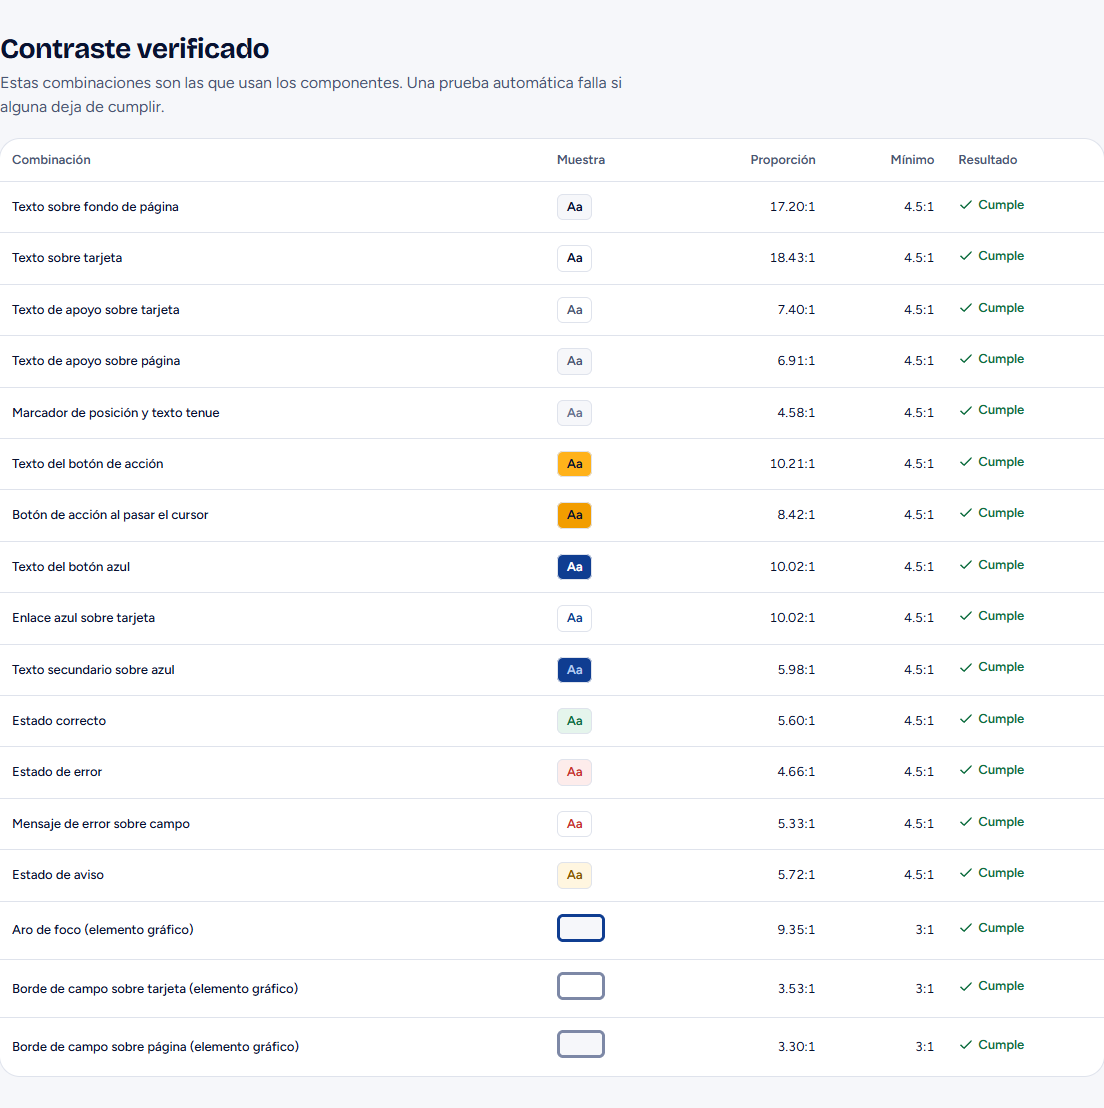 Contraste verificado
Estas combinaciones son las que usan los componentes. Una prueba automática falla si
alguna deja de cumplir.
Combinación Muestra Proporción Mínimo Resultado
Texto sobre fondo de página Aa 17.20:1 4.5:1 Cumple
Texto sobre tarjeta Aa 18.43:1 4.5:1 Cumple
Texto de apoyo sobre tarjeta Aa 7.40:1 4.5:1 Cumple
Texto de apoyo sobre página Aa 6.91:1 4.5:1 Cumple
Marcador de posición y texto tenue Aa 4.58:1 4.5:1 Cumple
Texto del botón de acción Aa 10.21:1 4.5:1 Cumple
Botón de acción al pasar el cursor Aa 8.42:1 4.5:1 Cumple
Texto del botón azul Aa 10.02:1 4.5:1 Cumple
Enlace azul sobre tarjeta Aa 10.02:1 4.5:1 Cumple
Texto secundario sobre azul Aa 5.98:1 4.5:1 Cumple
Estado correcto Aa 5.60:1 4.5:1 Cumple
Estado de error Aa 4.66:1 4.5:1 Cumple
Mensaje de error sobre campo Aa 5.33:1 4.5:1 Cumple
Estado de aviso Aa 5.72:1 4.5:1 Cumple
Aro de foco (elemento gráfico) 9.35:1 3:1 Cumple
Borde de campo sobre tarjeta (elemento gráfico) 3.53:1 3:1 Cumple
Borde de campo sobre página (elemento gráfico) 3.30:1 3:1 Cumple